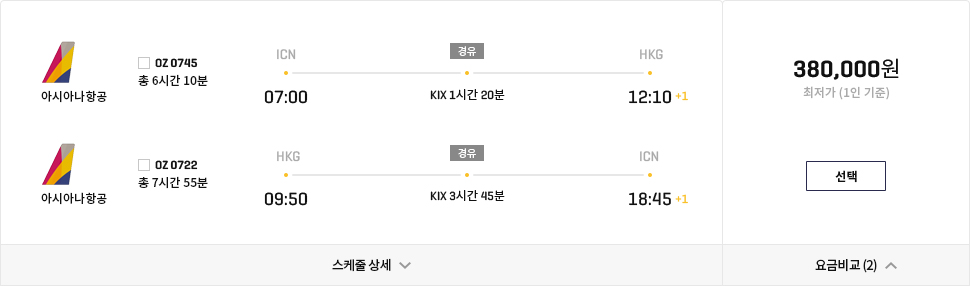 아시아나항공
OZ 0745
총 6시간 10분
ICN
경유
HKG
07:00
KIX 1시간 20분
12:10 +1
380,000원
최저가 (1인 기준)
아시아나항공
OZ 0722
총 7시간 55분
HKG
경유
ICN
09:50
KIX 3시간 45분
18:45 +1
선택
스케줄 상세
요금비교 (2)